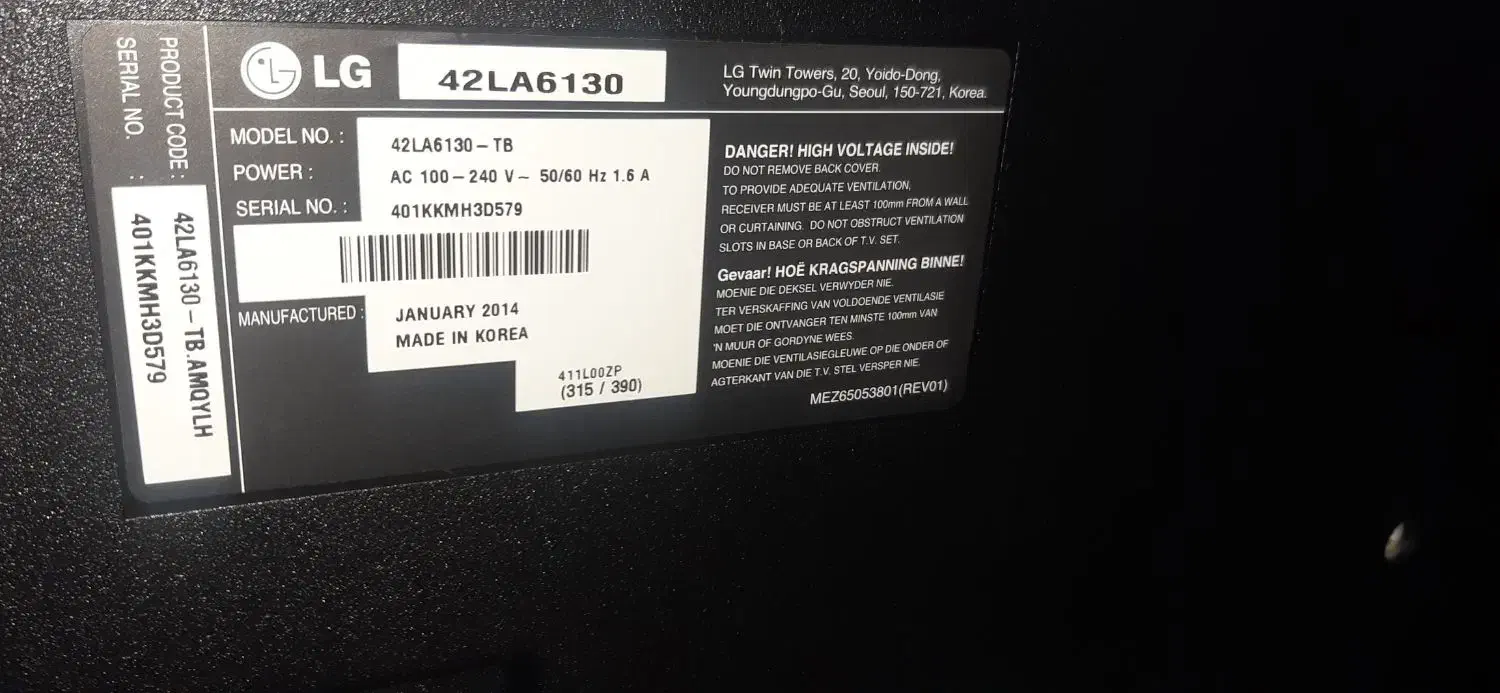 PRODUCT CODE :
SERIAL NO. :
42LA6130 – TB.AMQYLH
401KKMH3D579
LG
42LA6130
LG Twin Towers, 20, Yoido-Dong,
Youngdungpo-Gu, Seoul, 150-721, Korea.
MODEL NO. : 42LA6130 – TB
POWER : AC 100 – 240 V ~ 50/60 Hz 1.6 A
SERIAL NO. : 401KKMH3D579
MANUFACTURED : JANUARY 2014
MADE IN KOREA
411L00ZP
(315 / 390)
DANGER! HIGH VOLTAGE INSIDE!
DO NOT REMOVE BACK COVER.
TO PROVIDE ADEQUATE VENTILATION,
RECEIVER MUST BE AT LEAST 100mm FROM A WALL
OR CURTAINING. DO NOT OBSTRUCT VENTILATION
SLOTS IN BASE OR BACK OF T.V. SET.
Gevaar! HOË KRAGSPANNING BINNE!
MOENIE DIE DEKSEL VERWYDER NIE.
TER VERSKAFFING VAN VOLDOENDE VENTILASIE
MOET DIE ONTVANGER TEN MINSTE 100mm VAN
'N MUUR OF GORDYNE WEES.
MOENIE DIE VENTILASIEGLEUWE OP DIE ONDER OF
AGTERKANT VAN DIE T.V. STEL VERSPER NIE.
MEZ65053801(REV01)